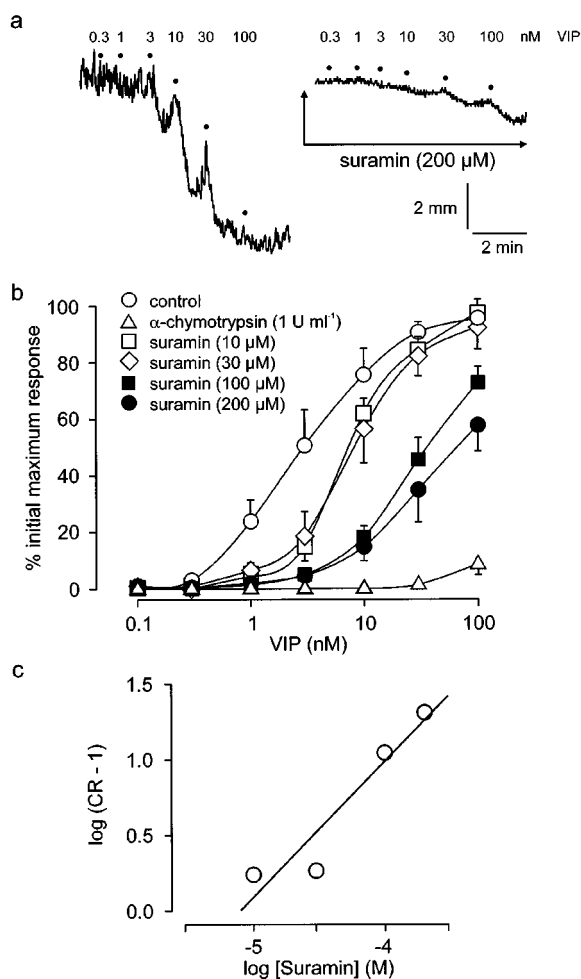 a
0.3 1 3 10 30 100 0.3 1 3 10 30 100 nM VIP
suramin (200 µM)
2 mm
2 min
b
control
α-chymotrypsin (1 U ml⁻¹)
suramin (10 µM)
suramin (30 µM)
suramin (100 µM)
suramin (200 µM)
% initial maximum response
100
80
60
40
20
0
0.1 1 10 100
VIP (nM)
c
log (CR - 1)
1.5
1.0
0.5
0.0
-5 -4
log [Suramin] (M)